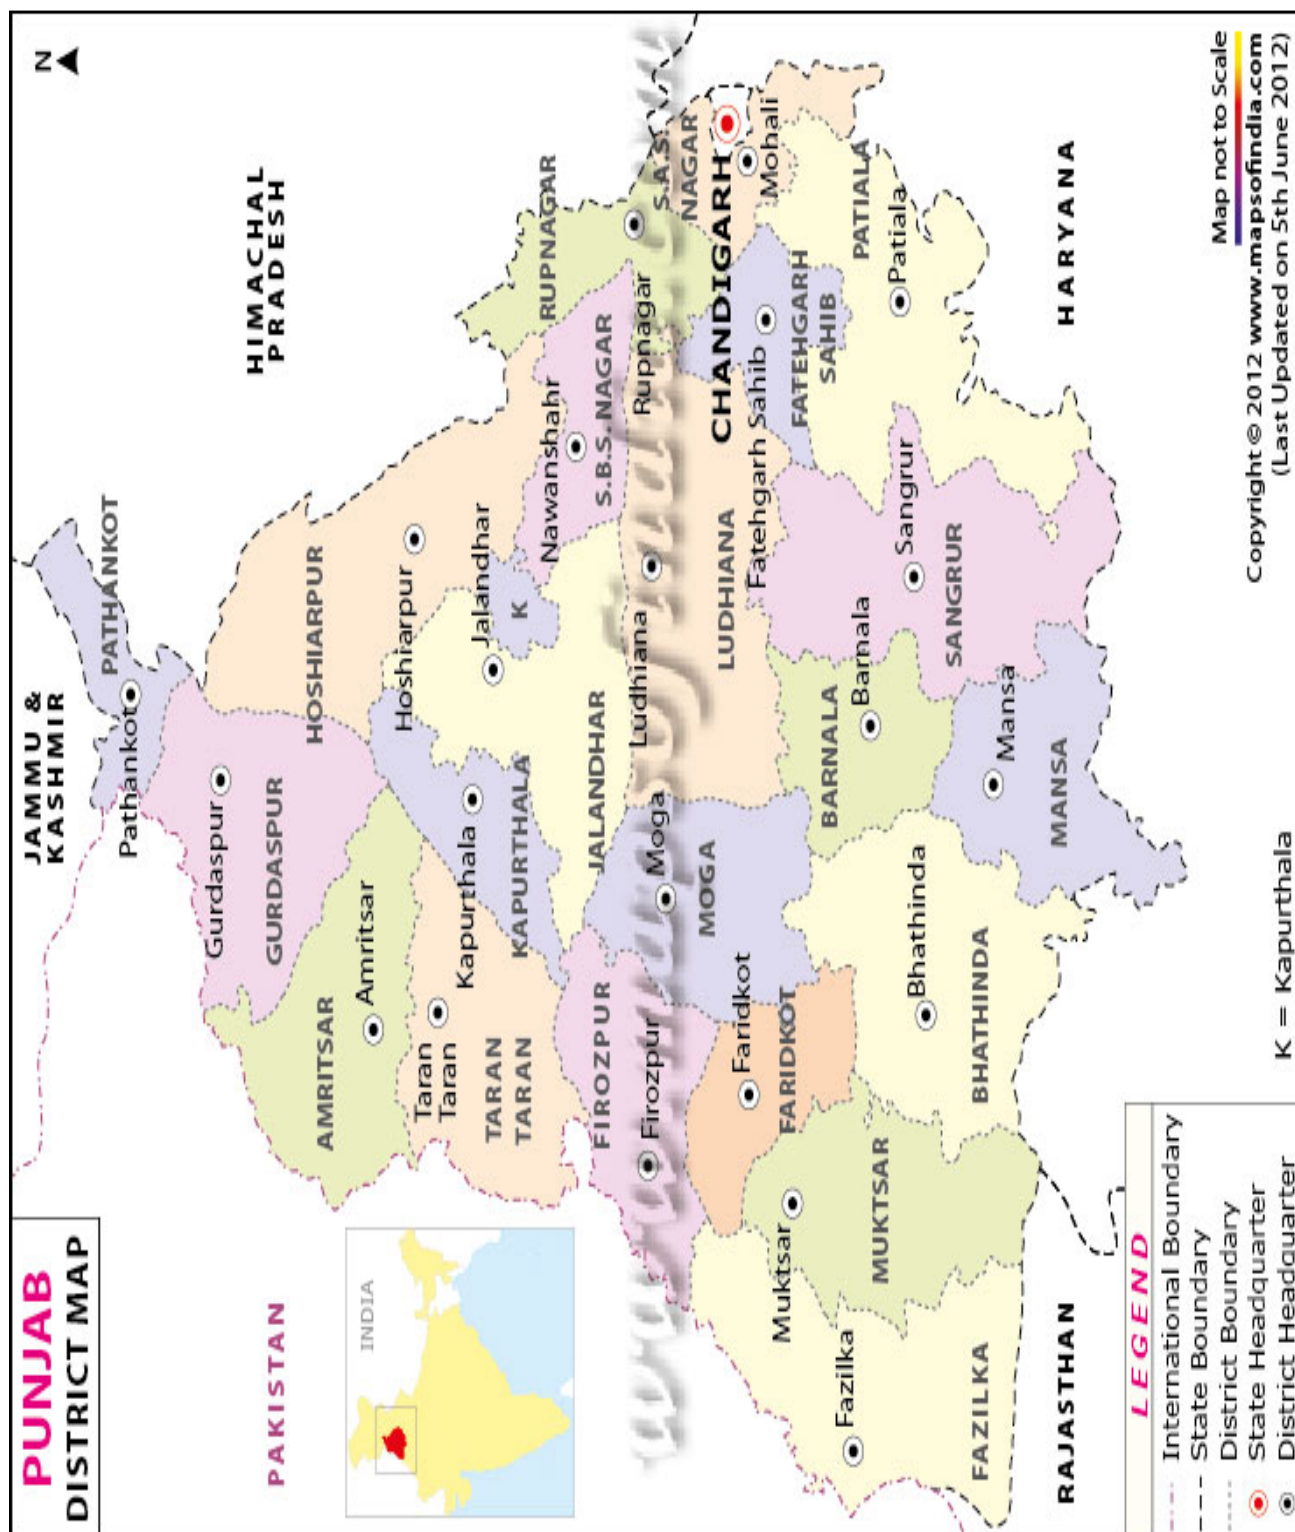 PUNJAB
DISTRICT MAP
N
JAMMU &
KASHMIR
HIMACHAL
PRADESH
PAKISTAN
HARYANA
RAJASTHAN
INDIA
PATHANKOT
Pathankot
Gurdaspur
GURDASPUR
AMRITSAR
Amritsar
HOSHIARPUR
Hoshiarpur
Taran
Taran
TARAN
TARAN
Kapurthala
KAPURTHALA
Jalandhar
K
JALANDHAR
Nawanshahr
S.B.S. NAGAR
RUPNAGAR
Rupnagar
S.A.S.
NAGAR
CHANDIGARH
Mohali
FIROZPUR
Firozpur
Moga
MOGA
Ludhiana
LUDHIANA
Fatehgarh Sahib
FATEHGARH
SAHIB
PATIALA
Patiala
Faridkot
FARIDKOT
Muktsar
MUKTSAR
Fazilka
FAZILKA
Bhathinda
BHATHINDA
BARNALA
Barnala
Sangrur
SANGRUR
Mansa
MANSA
LEGEND
International Boundary
State Boundary
District Boundary
State Headquarter
District Headquarter
K = Kapurthala
Map not to Scale
Copyright © 2012 www.mapsofindia.com
(Last Updated on 5th June 2012)